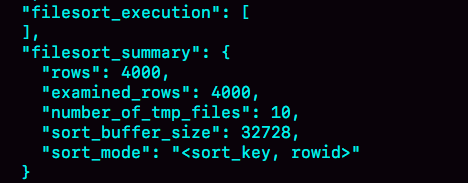 "filesort_execution": [
],
"filesort_summary": {
"rows": 4000,
"examined_rows": 4000,
"number_of_tmp_files": 10,
"sort_buffer_size": 32728,
"sort_mode": "<sort_key, rowid>"
}